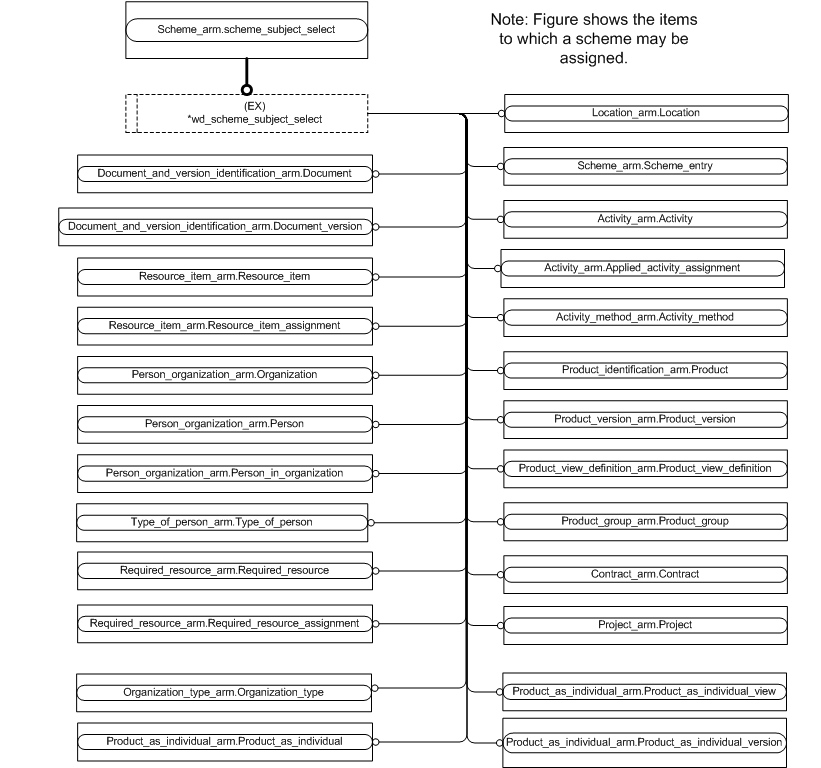 Scheme_arm.scheme_subject_select
Note: Figure shows the items
to which a scheme may be
assigned.
(EX)
*wd_scheme_subject_select
Document_and_version_identification_arm.Document
Document_and_version_identification_arm.Document_version
Resource_item_arm.Resource_item
Resource_item_arm.Resource_item_assignment
Person_organization_arm.Organization
Person_organization_arm.Person
Person_organization_arm.Person_in_organization
Type_of_person_arm.Type_of_person
Required_resource_arm.Required_resource
Required_resource_arm.Required_resource_assignment
Organization_type_arm.Organization_type
Product_as_individual_arm.Product_as_individual
Location_arm.Location
Scheme_arm.Scheme_entry
Activity_arm.Activity
Activity_arm.Applied_activity_assignment
Activity_method_arm.Activity_method
Product_identification_arm.Product
Product_version_arm.Product_version
Product_view_definition_arm.Product_view_definition
Product_group_arm.Product_group
Contract_arm.Contract
Project_arm.Project
Product_as_individual_arm.Product_as_individual_view
Product_as_individual_arm.Product_as_individual_version